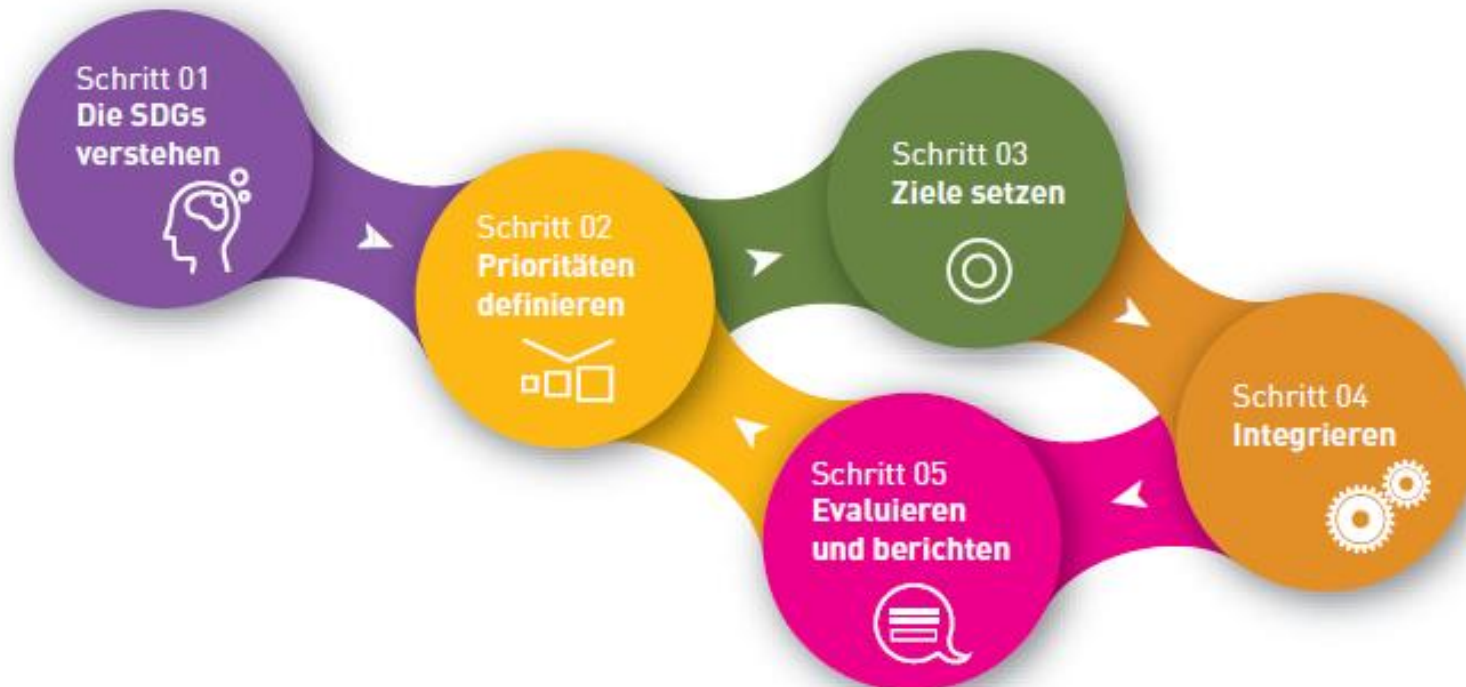 Schritt 01
Die SDGs
verstehen
Schritt 02
Prioritäten
definieren
Schritt 03
Ziele setzen
Schritt 04
Integrieren
Schritt 05
Evaluieren
und berichten